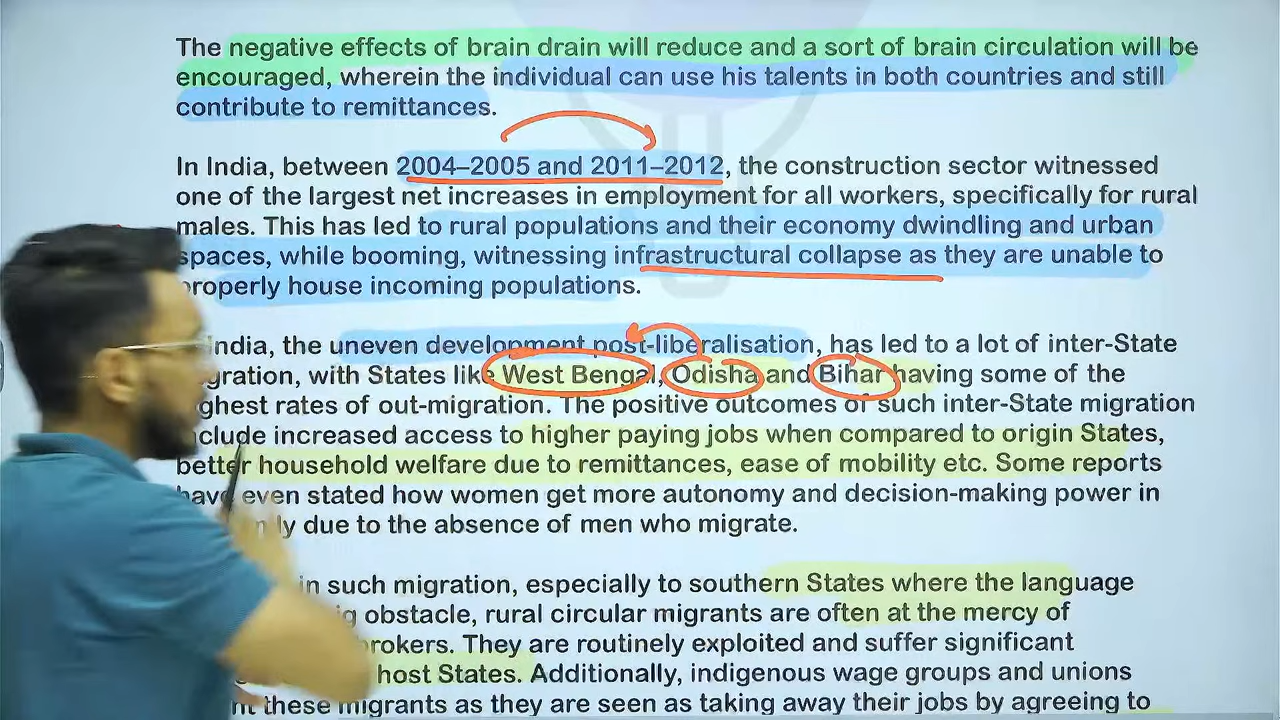 The negative effects of brain drain will reduce and a sort of brain circulation will be
encouraged, wherein the individual can use his talents in both countries and still
contribute to remittances.
In India, between 2004–2005 and 2011–2012, the construction sector witnessed
one of the largest net increases in employment for all workers, specifically for rural
males. This has led to rural populations and their economy dwindling and urban
spaces, while booming, witnessing infrastructural collapse as they are unable to
properly house incoming populations.
India, the uneven development post-liberalisation, has led to a lot of inter-State
gration, with States like West Bengal, Odisha and Bihar having some of the
ghest rates of out-migration. The positive outcomes of such inter-State migration
clude increased access to higher paying jobs when compared to origin States,
better household welfare due to remittances, ease of mobility etc. Some reports
have even stated how women get more autonomy and decision-making power in
ly due to the absence of men who migrate.
in such migration, especially to southern States where the language
obstacle, rural circular migrants are often at the mercy of
rokers. They are routinely exploited and suffer significant
host States. Additionally, indigenous wage groups and unions
these migrants as they are seen as taking away their jobs by agreeing to